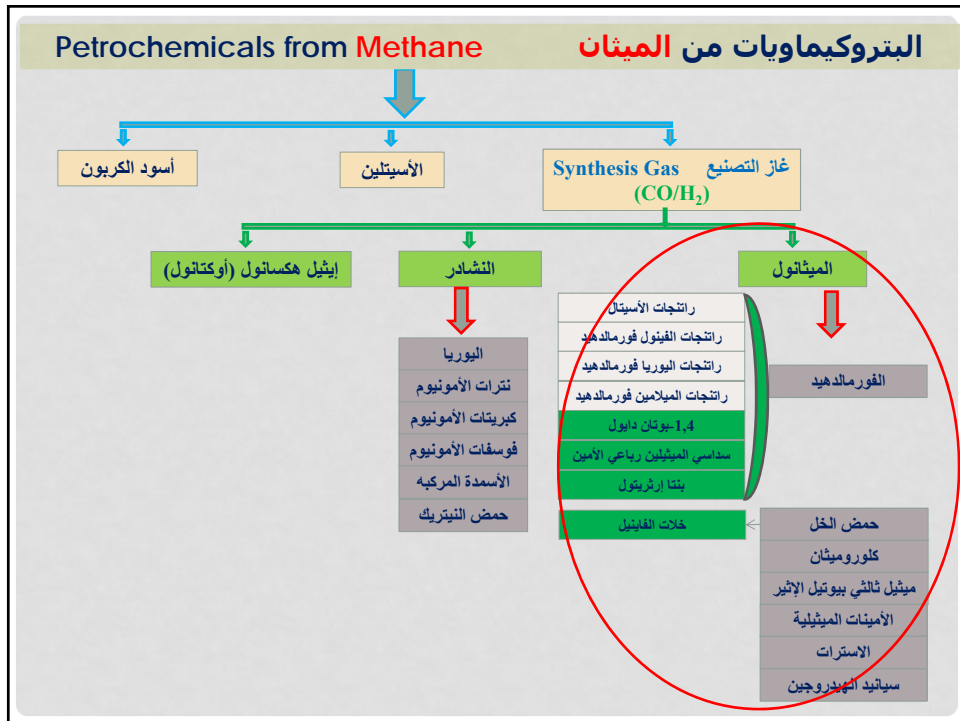 Petrochemicals from Methane
البتروكيماويات من الميثان
غاز التصنيع Synthesis Gas
(CO/H₂)
الأسيتلين
أسود الكربون
الميثانول
النشادر
إيثيل هكسانول (أوكتانول)
الفورمالدهيد
راتنجات الأسيتال
راتنجات الفينول فورمالدهيد
راتنجات اليوريا فورمالدهيد
راتنجات الميلامين فورمالدهيد
1,4-بوتان دايول
سداسي الميثيلين رباعي الأمين
بنتا إرثريتول
حمض الخل
خلات الفاينيل
كلوروميثان
ميثيل ثالثي بيوتيل الإثير
الأمينات الميثيلية
الاسترات
سيانيد الهيدروجين
اليوريا
نترات الأمونيوم
كبريتات الأمونيوم
فوسفات الأمونيوم
الأسمدة المركبه
حمض النيتريك